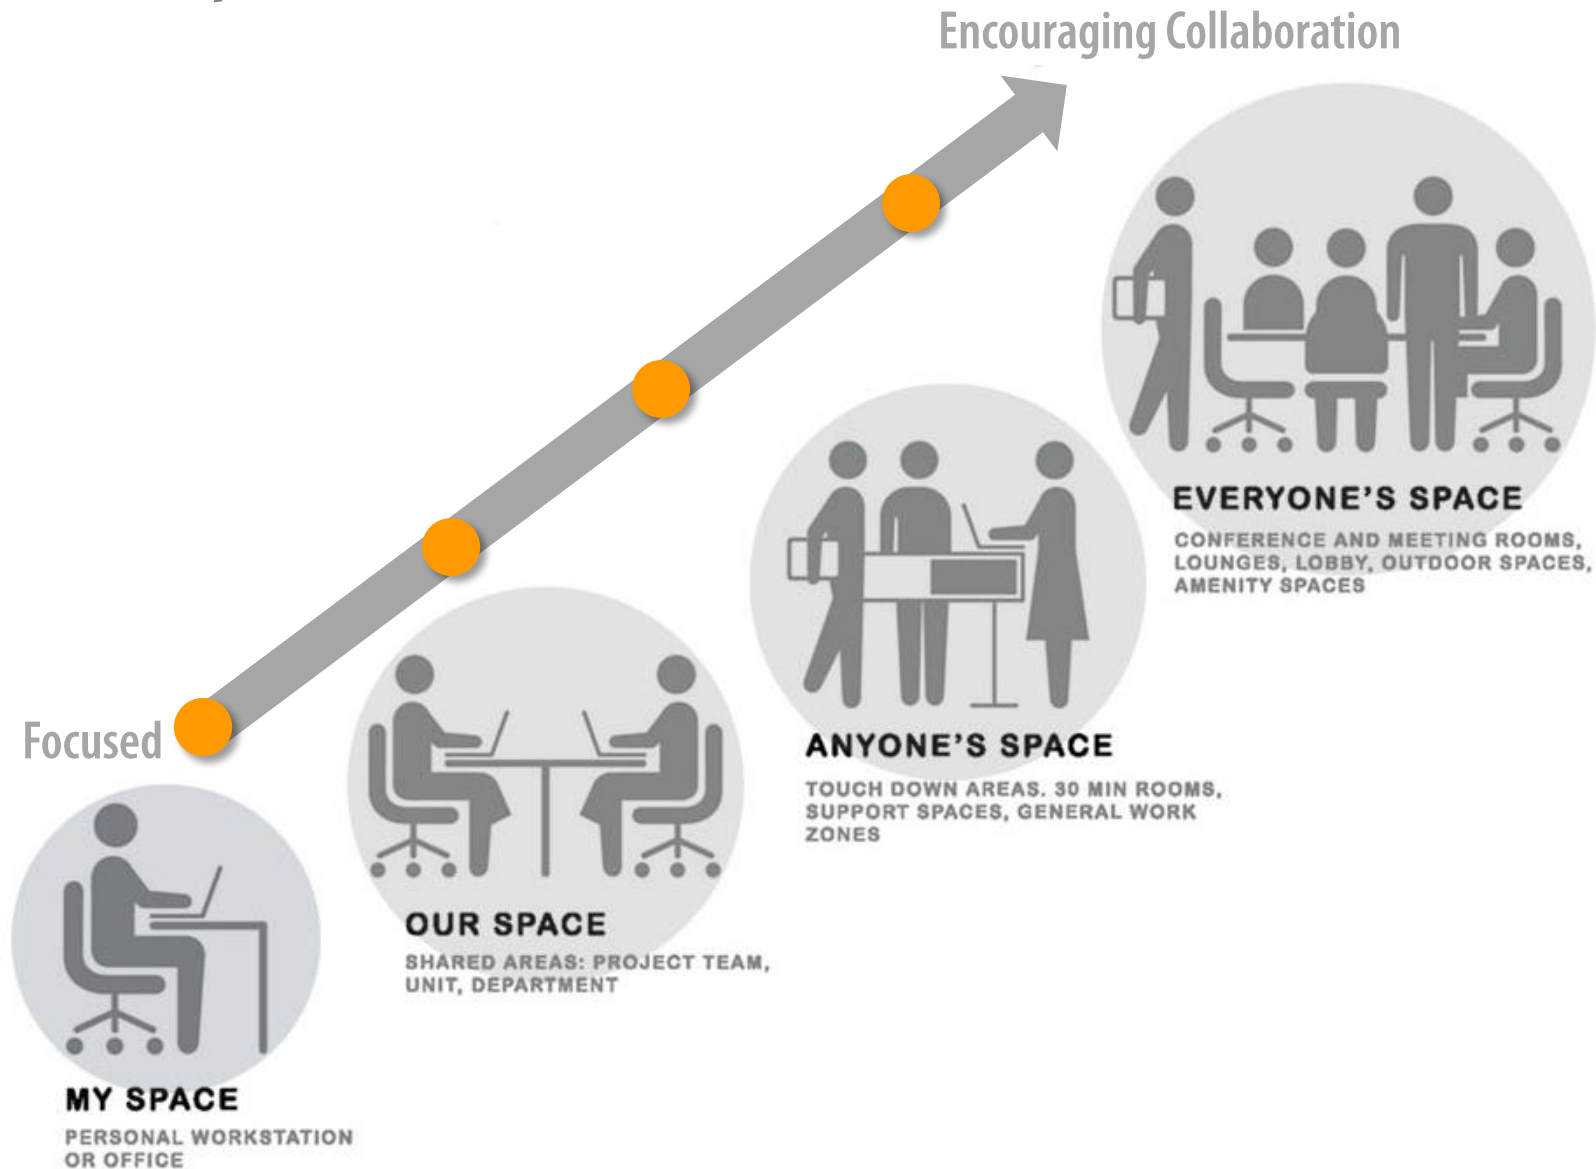 Encouraging Collaboration
EVERYONE'S SPACE
CONFERENCE AND MEETING ROOMS,
LOUNGES, LOBBY, OUTDOOR SPACES,
AMENITY SPACES
ANYONE'S SPACE
TOUCH DOWN AREAS. 30 MIN ROOMS,
SUPPORT SPACES, GENERAL WORK
ZONES
Focused
OUR SPACE
SHARED AREAS: PROJECT TEAM,
UNIT, DEPARTMENT
MY SPACE
PERSONAL WORKSTATION
OR OFFICE